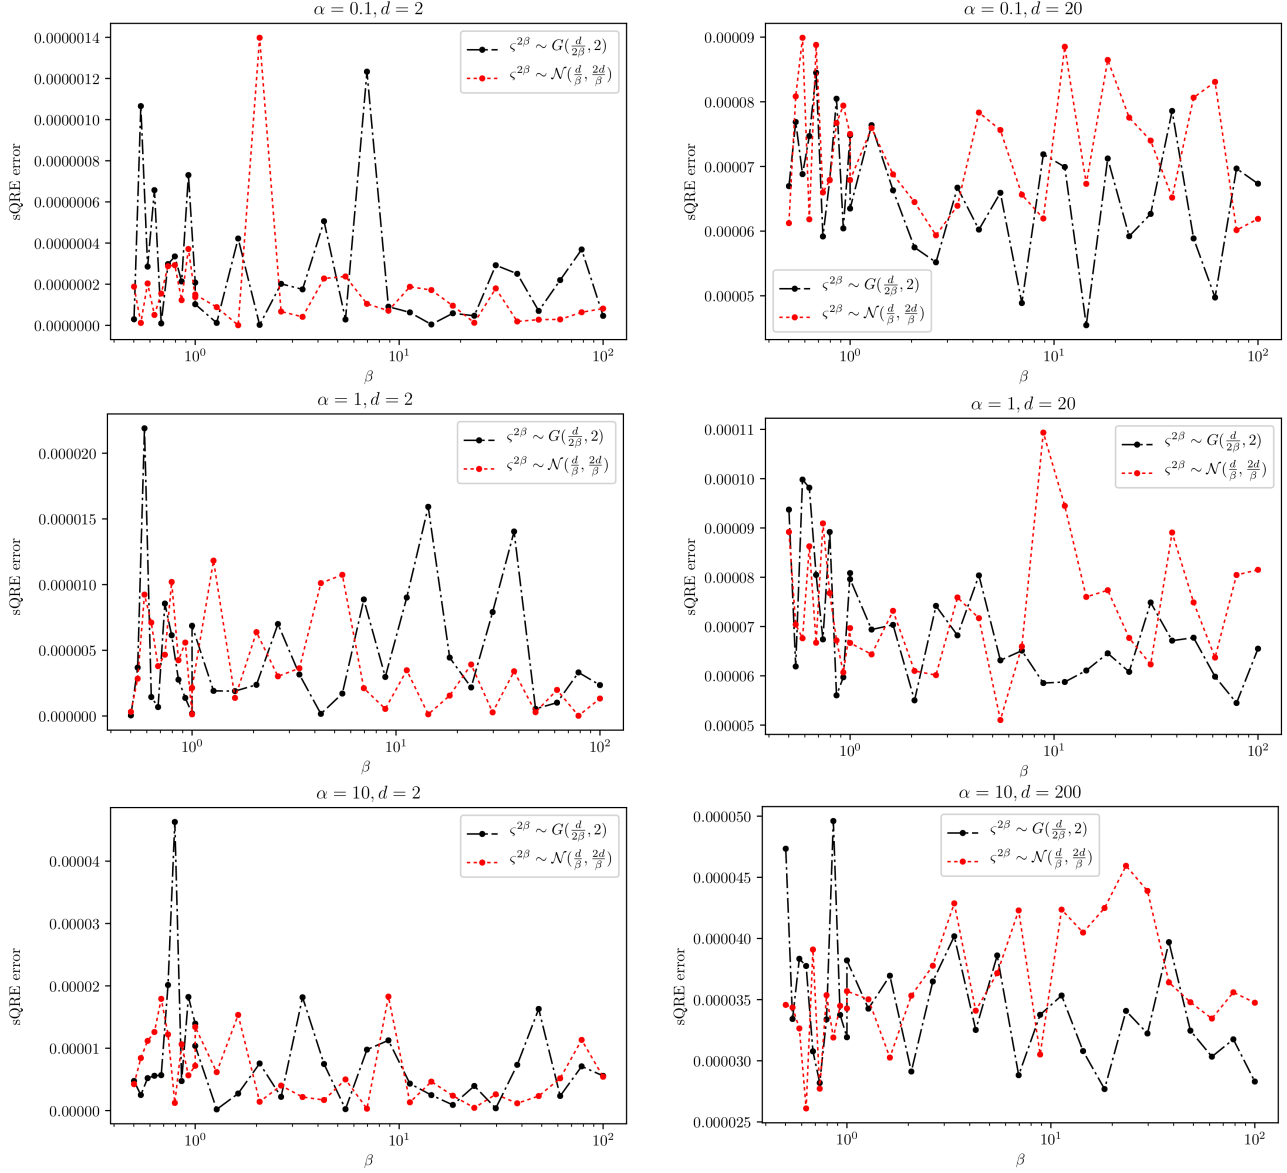 α = 0.1, d = 2
sQRE error
0.0000014
0.0000012
0.0000010
0.0000008
0.0000006
0.0000004
0.0000002
0.0000000
ς^{2β} ∼ G(d/2β, 2)
ς^{2β} ∼ N(d/β, 2d/β)
10^0
10^1
10^2
β
α = 0.1, d = 20
sQRE error
0.00009
0.00008
0.00007
0.00006
0.00005
ς^{2β} ∼ G(d/2β, 2)
ς^{2β} ∼ N(d/β, 2d/β)
10^0
10^1
10^2
β
α = 1, d = 2
sQRE error
0.000020
0.000015
0.000010
0.000005
0.000000
ς^{2β} ∼ G(d/2β, 2)
ς^{2β} ∼ N(d/β, 2d/β)
10^0
10^1
10^2
β
α = 1, d = 20
sQRE error
0.00011
0.00010
0.00009
0.00008
0.00007
0.00006
0.00005
ς^{2β} ∼ G(d/2β, 2)
ς^{2β} ∼ N(d/β, 2d/β)
10^0
10^1
10^2
β
α = 10, d = 2
sQRE error
0.00004
0.00003
0.00002
0.00001
0.00000
ς^{2β} ∼ G(d/2β, 2)
ς^{2β} ∼ N(d/β, 2d/β)
10^0
10^1
10^2
β
α = 10, d = 200
sQRE error
0.000050
0.000045
0.000040
0.000035
0.000030
0.000025
ς^{2β} ∼ G(d/2β, 2)
ς^{2β} ∼ N(d/β, 2d/β)
10^0
10^1
10^2
β